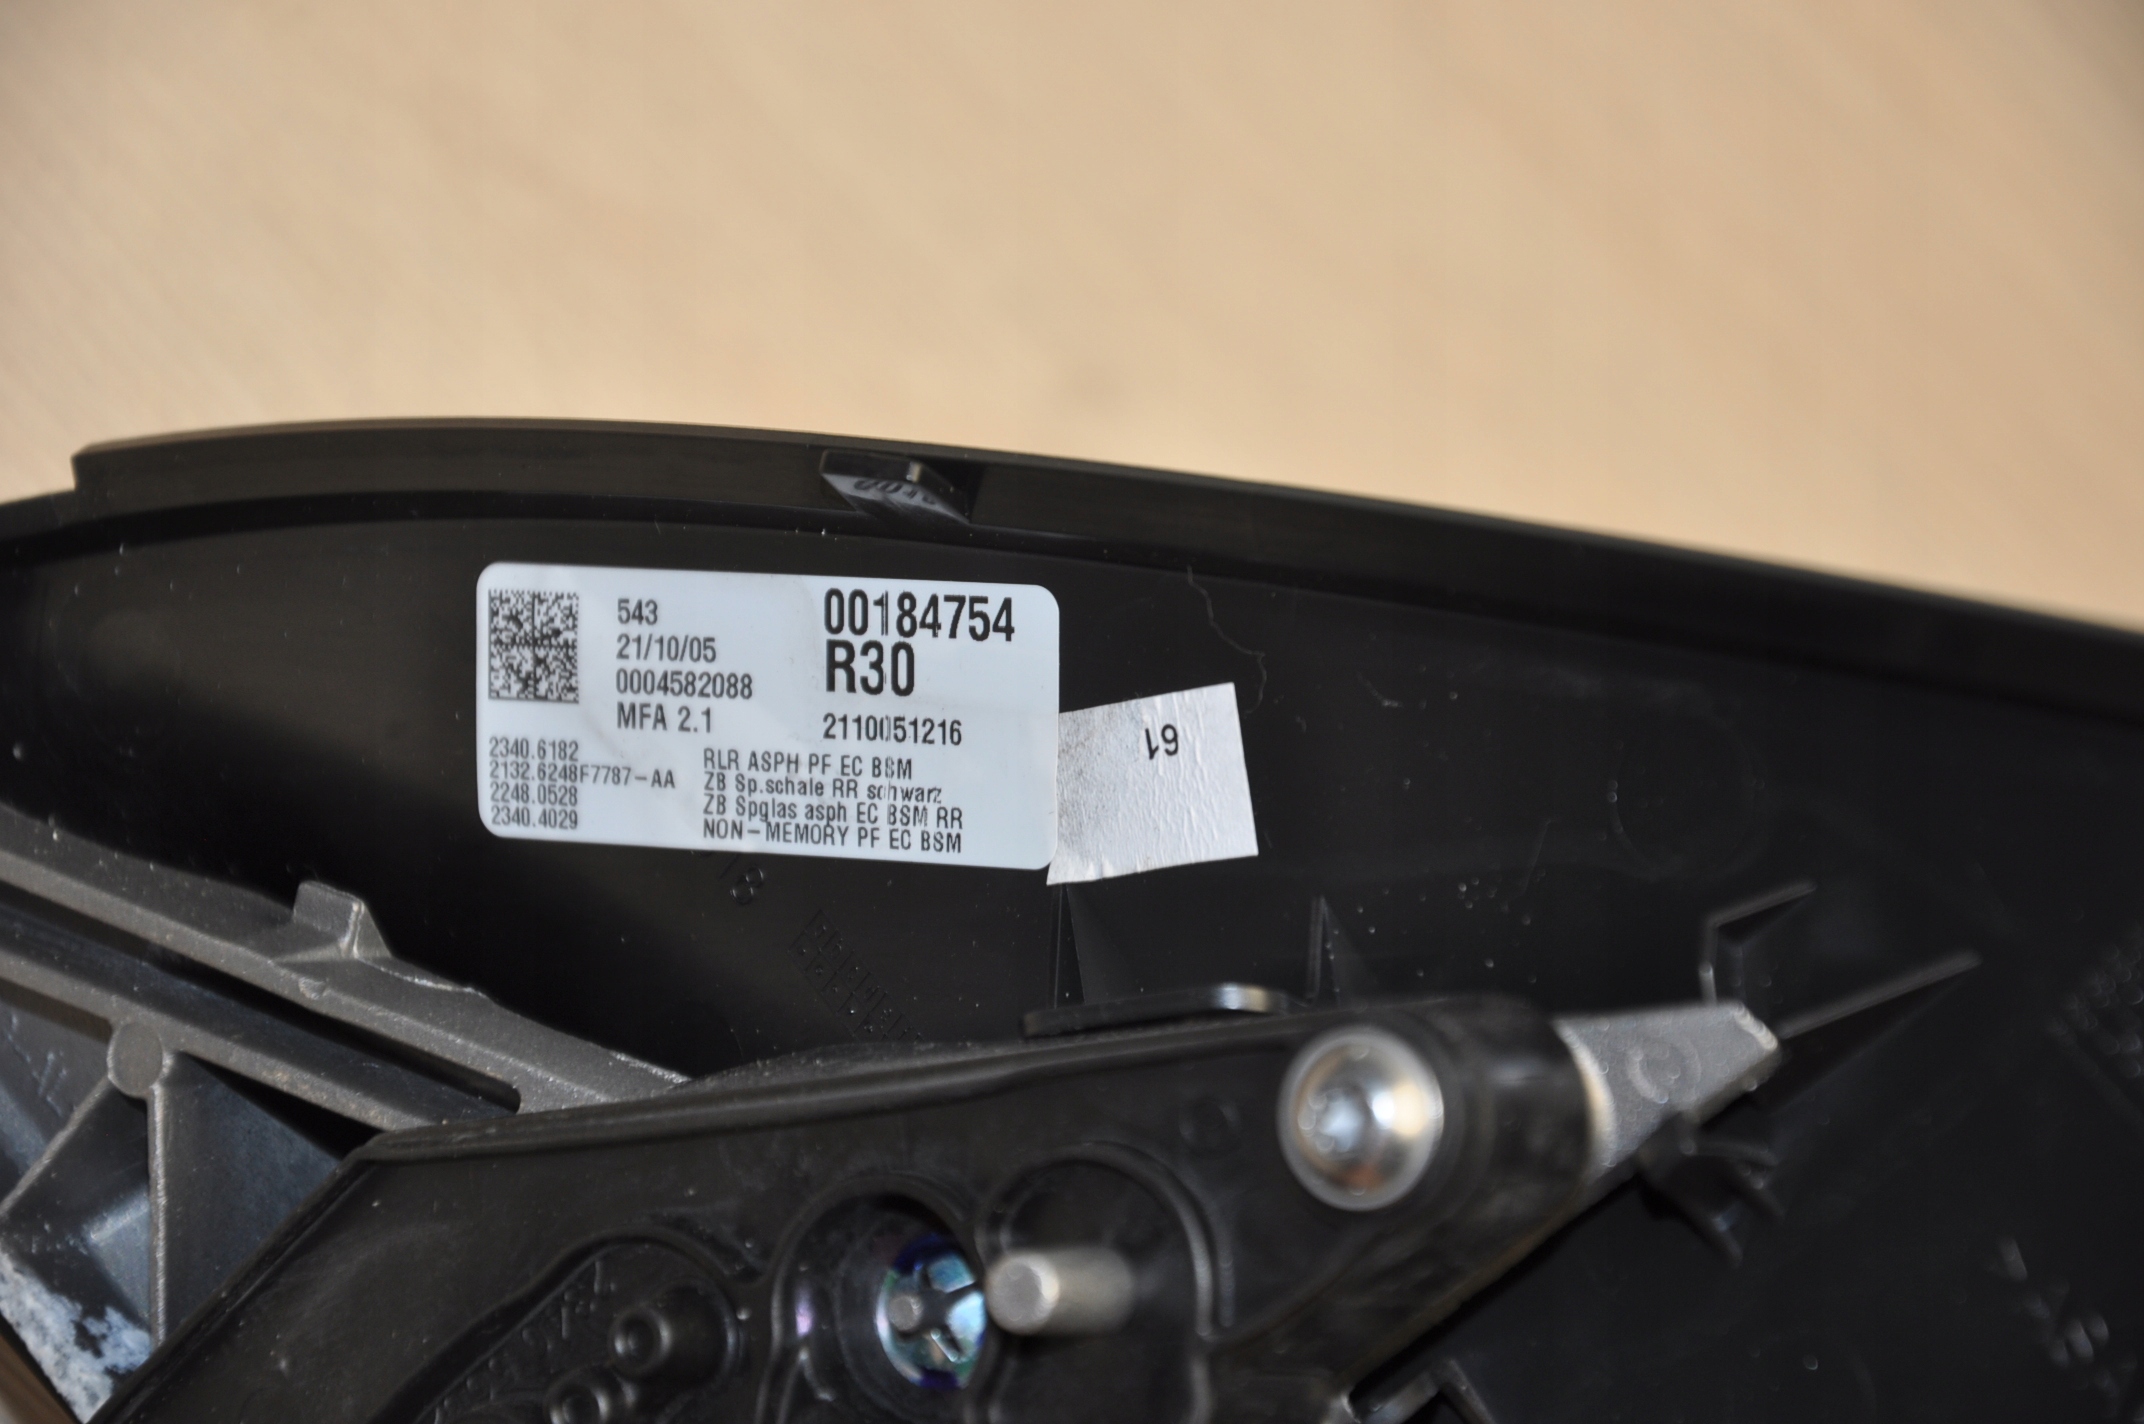 543
21/10/05
0004582088
MFA 2.1
00184754
R30
2110051216
2340.6182
2132.6248F7787-AA
2248.0528
2340.4029
RLR ASPH PF EC BSM
ZB Sp.schale RR schwarz
ZB Spglas asph EC BSM RR
NON-MEMORY PF EC BSM
61